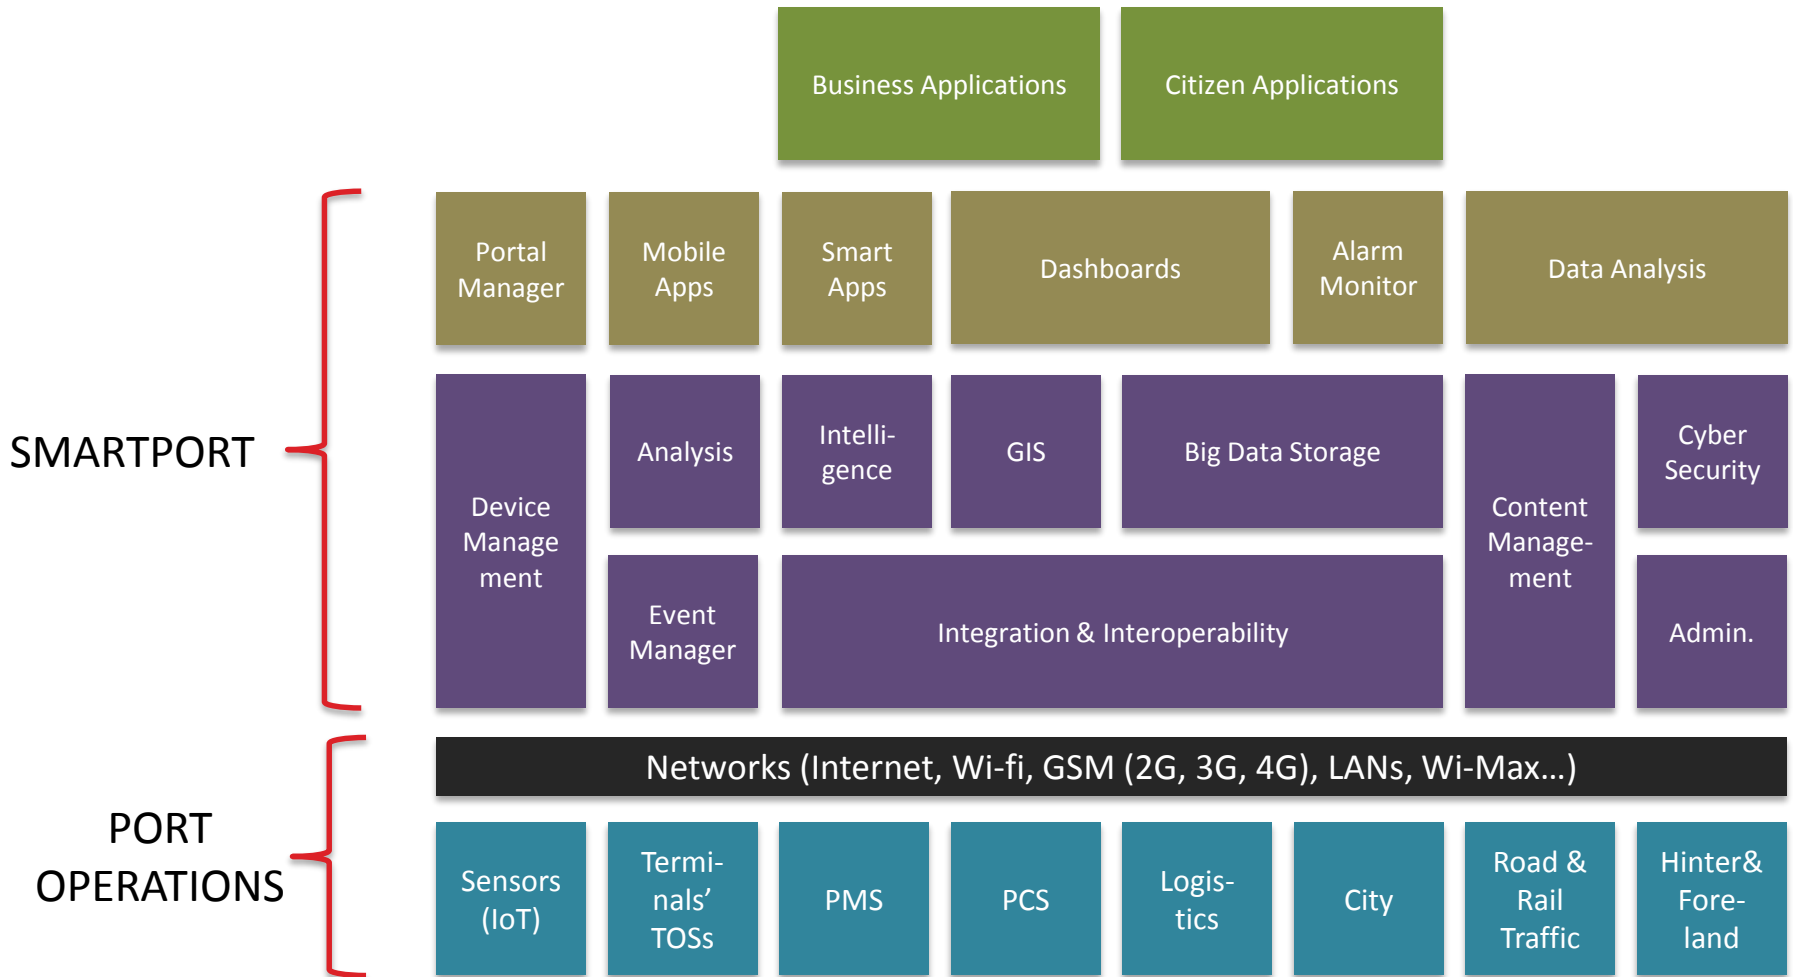 Business Applications
Citizen Applications
Portal
Manager
Mobile
Apps
Smart
Apps
Dashboards
Alarm
Monitor
Data Analysis
SMARTPORT
Device
Manage
ment
Analysis
Intelli-
gence
GIS
Big Data Storage
Content
Manage-
ment
Cyber
Security
Event
Manager
Integration & Interoperability
Admin.
Networks (Internet, Wi-fi, GSM (2G, 3G, 4G), LANs, Wi-Max...)
PORT
OPERATIONS
Sensors
(IoT)
Termi-
nals’
TOSs
PMS
PCS
Logis-
tics
City
Road &
Rail
Traffic
Hinter&
Fore-
land